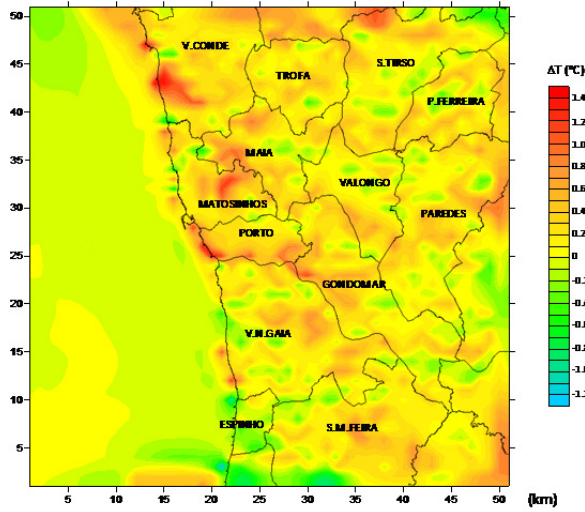 50
45
40
35
30
25
20
15
10
5
5
10
15
20
25
30
35
40
45
50
(km)
V.CONDE
S.TIRSO
TROFA
P.FERREIRA
MAIA
VALONGO
MATOSINHOS
PAREDES
PORTO
GONDOMAR
V.N.GAIA
ESPINHO
S.M.FEIRA
ΔT (ºC)
1.4
1.2
1.0
0.8
0.6
0.4
0.2
0